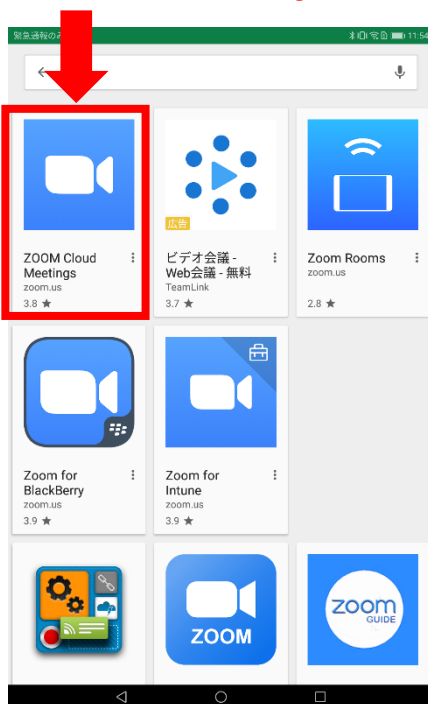 緊急通報のみ
11:54
広告
ZOOM Cloud
Meetings
zoom.us
3.8 ★
ビデオ会議 -
Web会議 - 無料
TeamLink
3.7 ★
Zoom Rooms
zoom.us
2.8 ★
Zoom for
BlackBerry
zoom.us
3.9 ★
Zoom for
Intune
zoom.us
3.9 ★
ZOOM
zoom
GUIDE